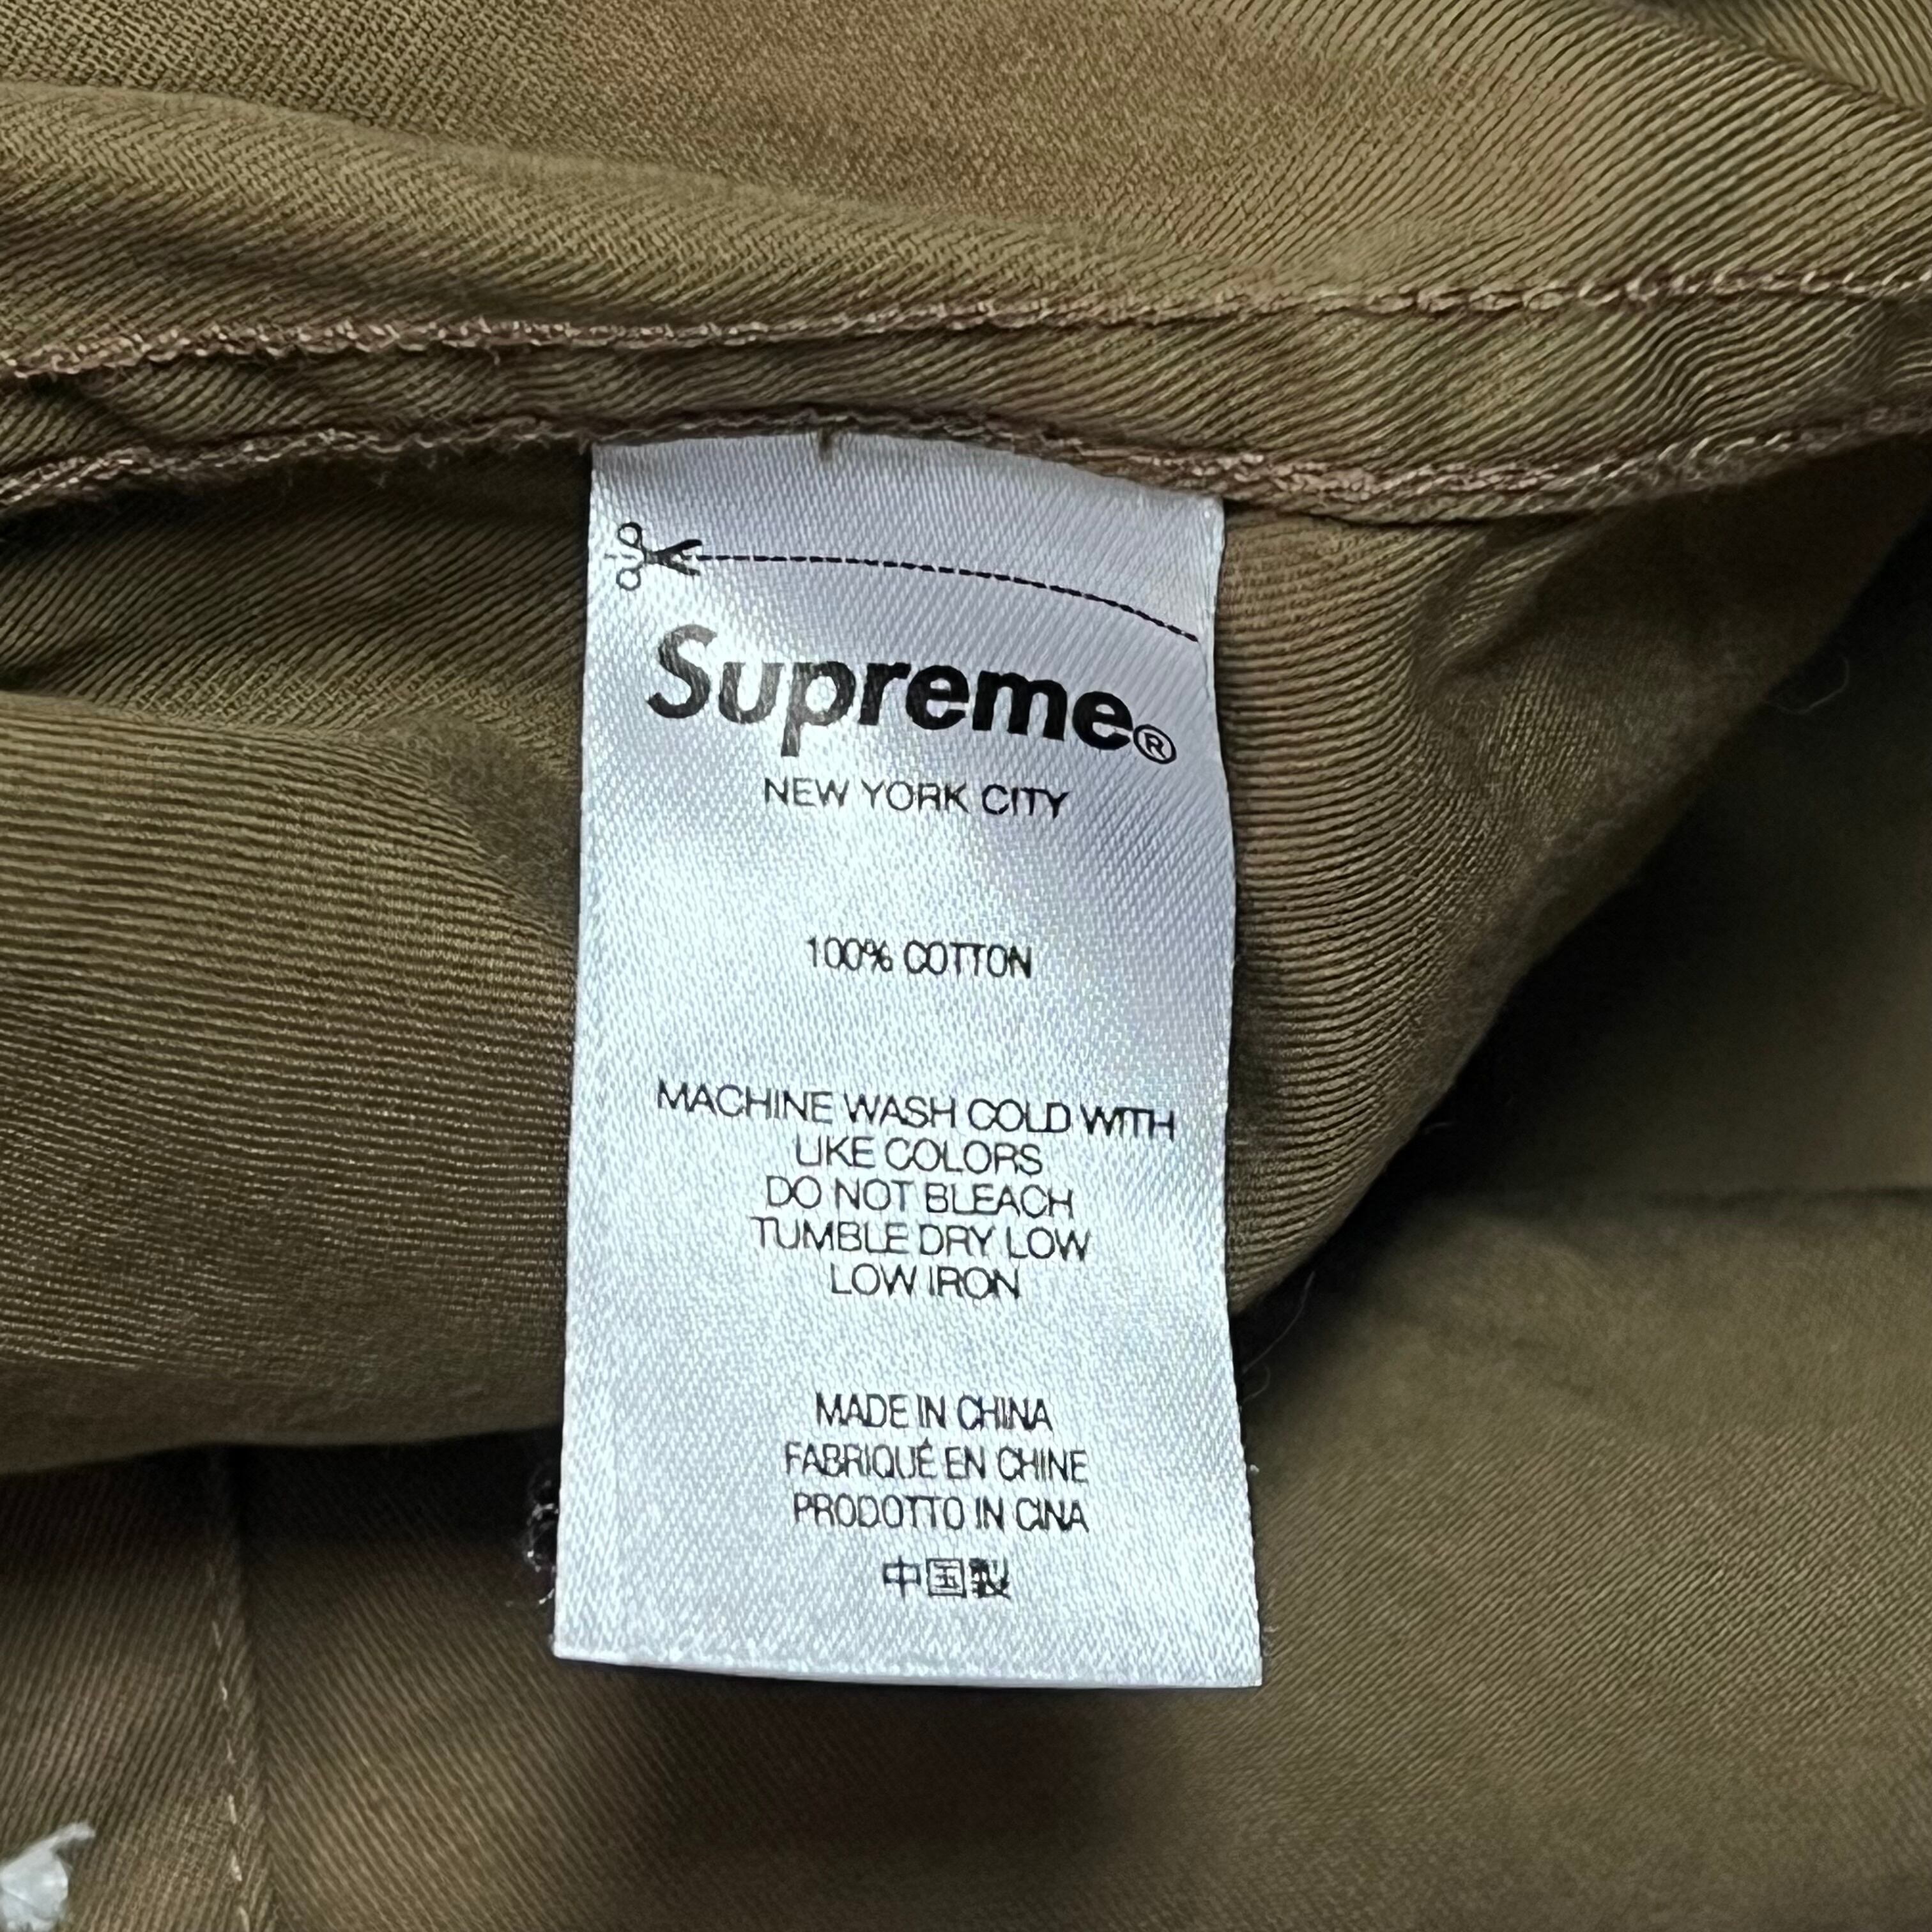 Supreme®
NEW YORK CITY
100% COTTON
MACHINE WASH COLD WITH
LIKE COLORS
DO NOT BLEACH
TUMBLE DRY LOW
LOW IRON
MADE IN CHINA
FABRIQUÉ EN CHINE
PRODOTTO IN CINA
中国製